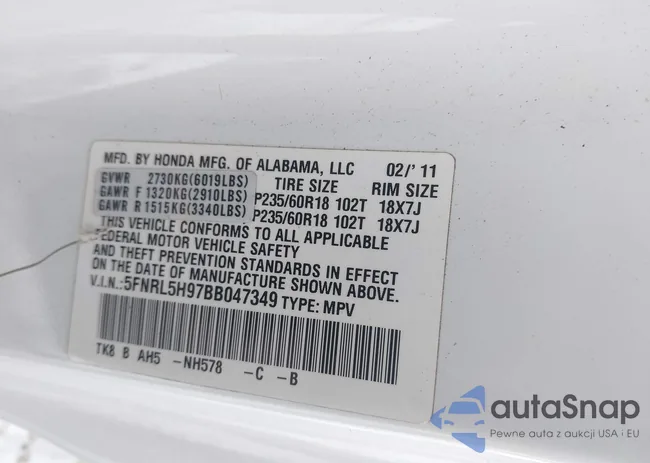 MFD. BY HONDA MFG. OF ALABAMA, LLC 02/' 11
GVWR 2730KG(6019LBS) TIRE SIZE RIM SIZE
GAWR F 1320KG(2910LBS) P235/60R18 102T 18X7J
GAWR R 1515KG(3340LBS) P235/60R18 102T 18X7J
THIS VEHICLE CONFORMS TO ALL APPLICABLE
FEDERAL MOTOR VEHICLE SAFETY
AND THEFT PREVENTION STANDARDS IN EFFECT
ON THE DATE OF MANUFACTURE SHOWN ABOVE.
V.I.N.:5FNRL5H97BB047349 TYPE: MPV
TK8 B AH5 -NH578 -C -B
autaSnap
Pewne auta z aukcji USA i EU